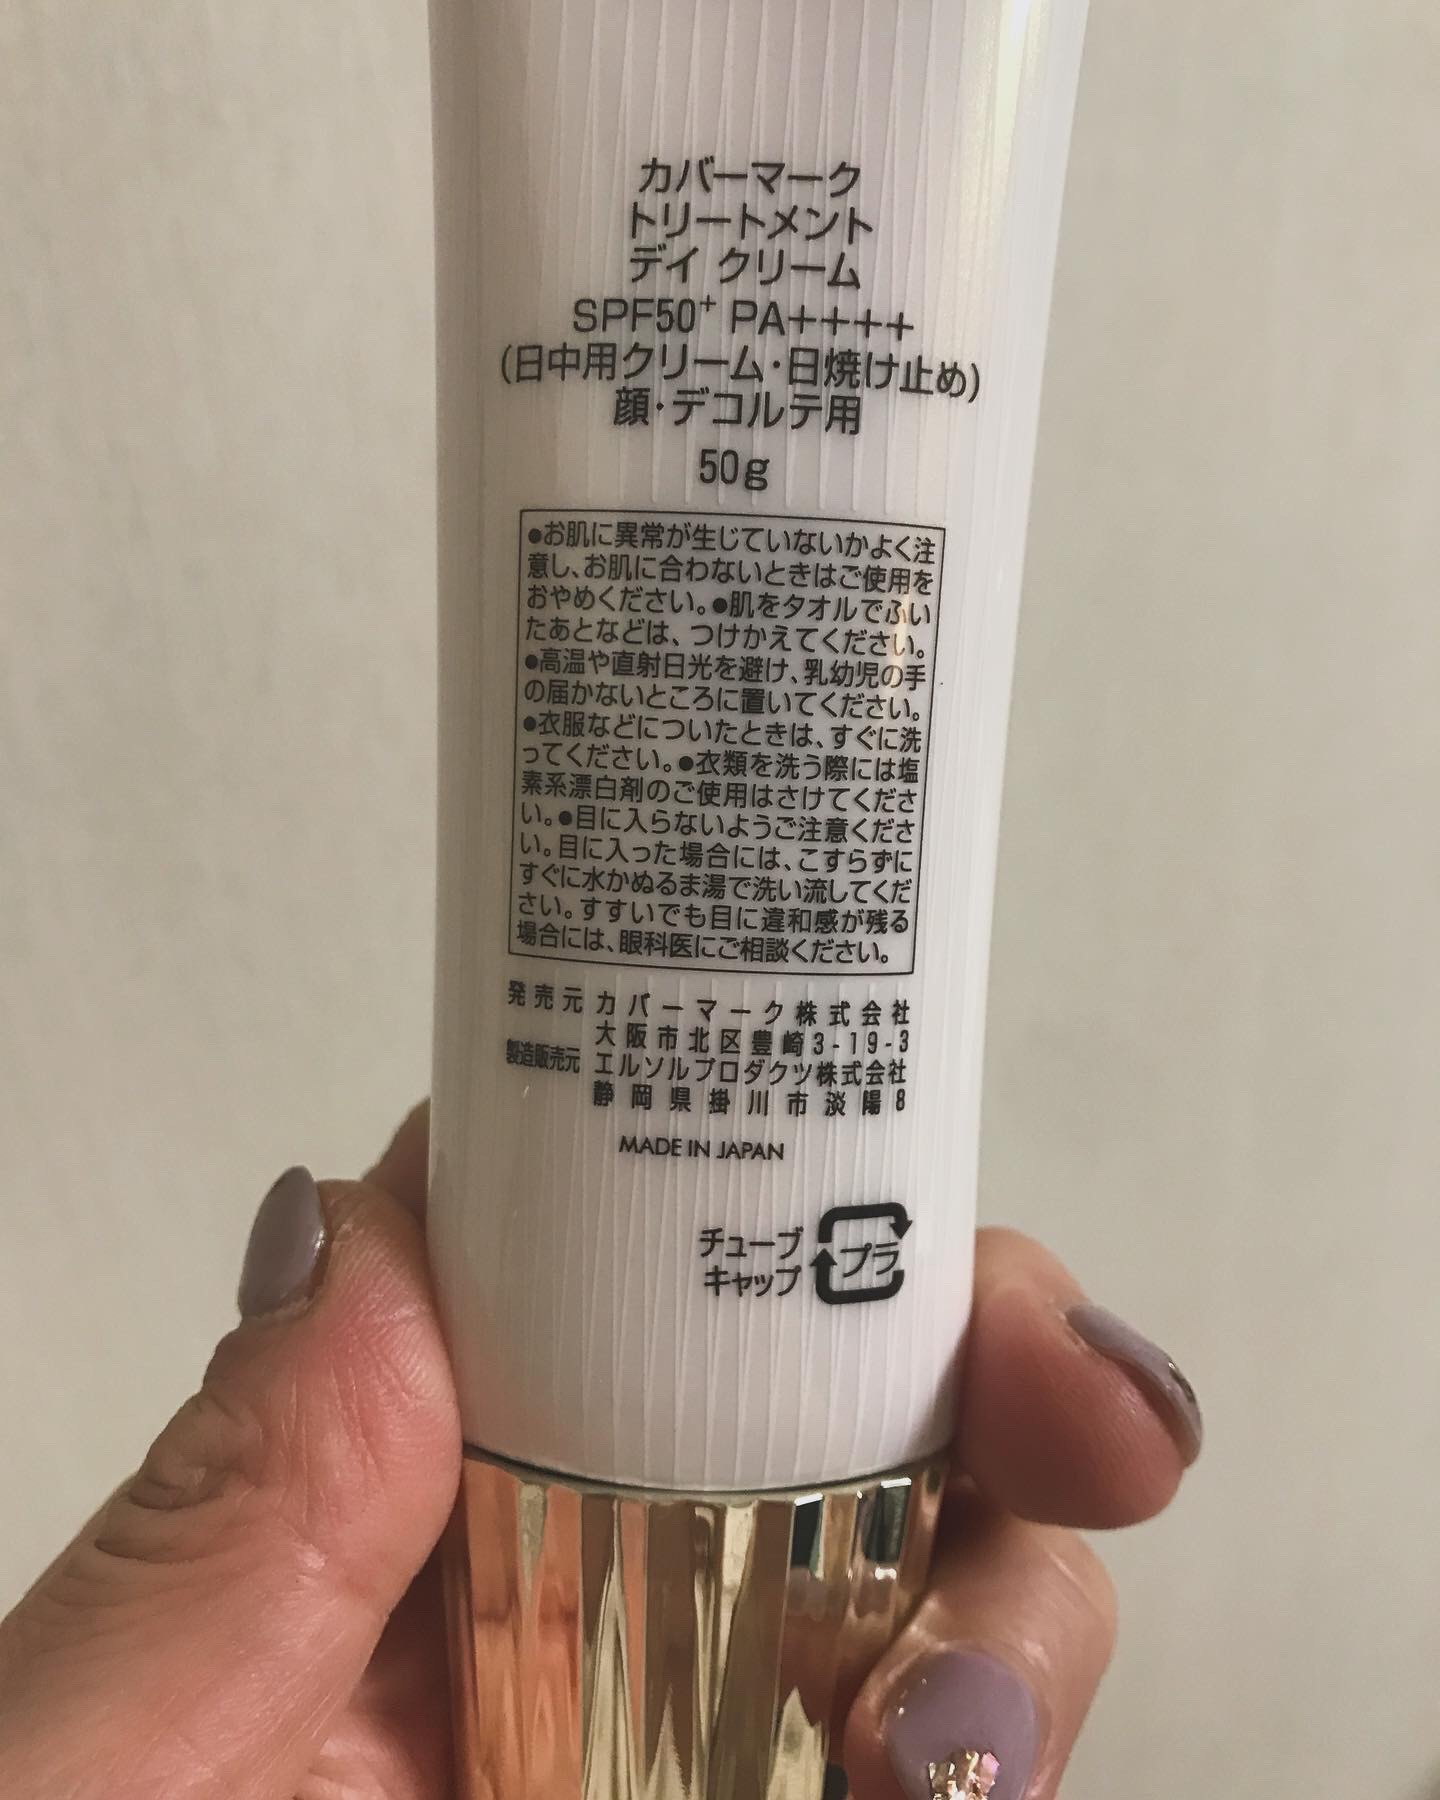 カバーマーク
トリートメント
デイ クリーム
SPF50+ PA++++
(日中用クリーム・日焼け止め)
顔・デコルテ用
50g
●お肌に異常が生じていないかよく注
意し、お肌に合わないときはご使用を
おやめください。●肌をタオルでふい
たあとなどは、つけかえてください。
●高温や直射日光を避け、乳幼児の手
の届かないところに置いてください。
●衣服などについたときは、すぐに洗
ってください。●衣類を洗う際には塩
素系漂白剤のご使用はさけてくださ
い。●目に入らないようご注意くださ
い。目に入った場合には、こすらずに
すぐに水かぬるま湯で洗い流してくだ
さい。すすいでも目に違和感が残る
場合には、眼科医にご相談ください。
発売元 カバーマーク株式会社
大阪市北区豊崎3-19-3
製造販売元 エルソルプロダクツ株式会社
静岡県掛川市淡陽8
MADE IN JAPAN
チューブ
キャップ
プラ